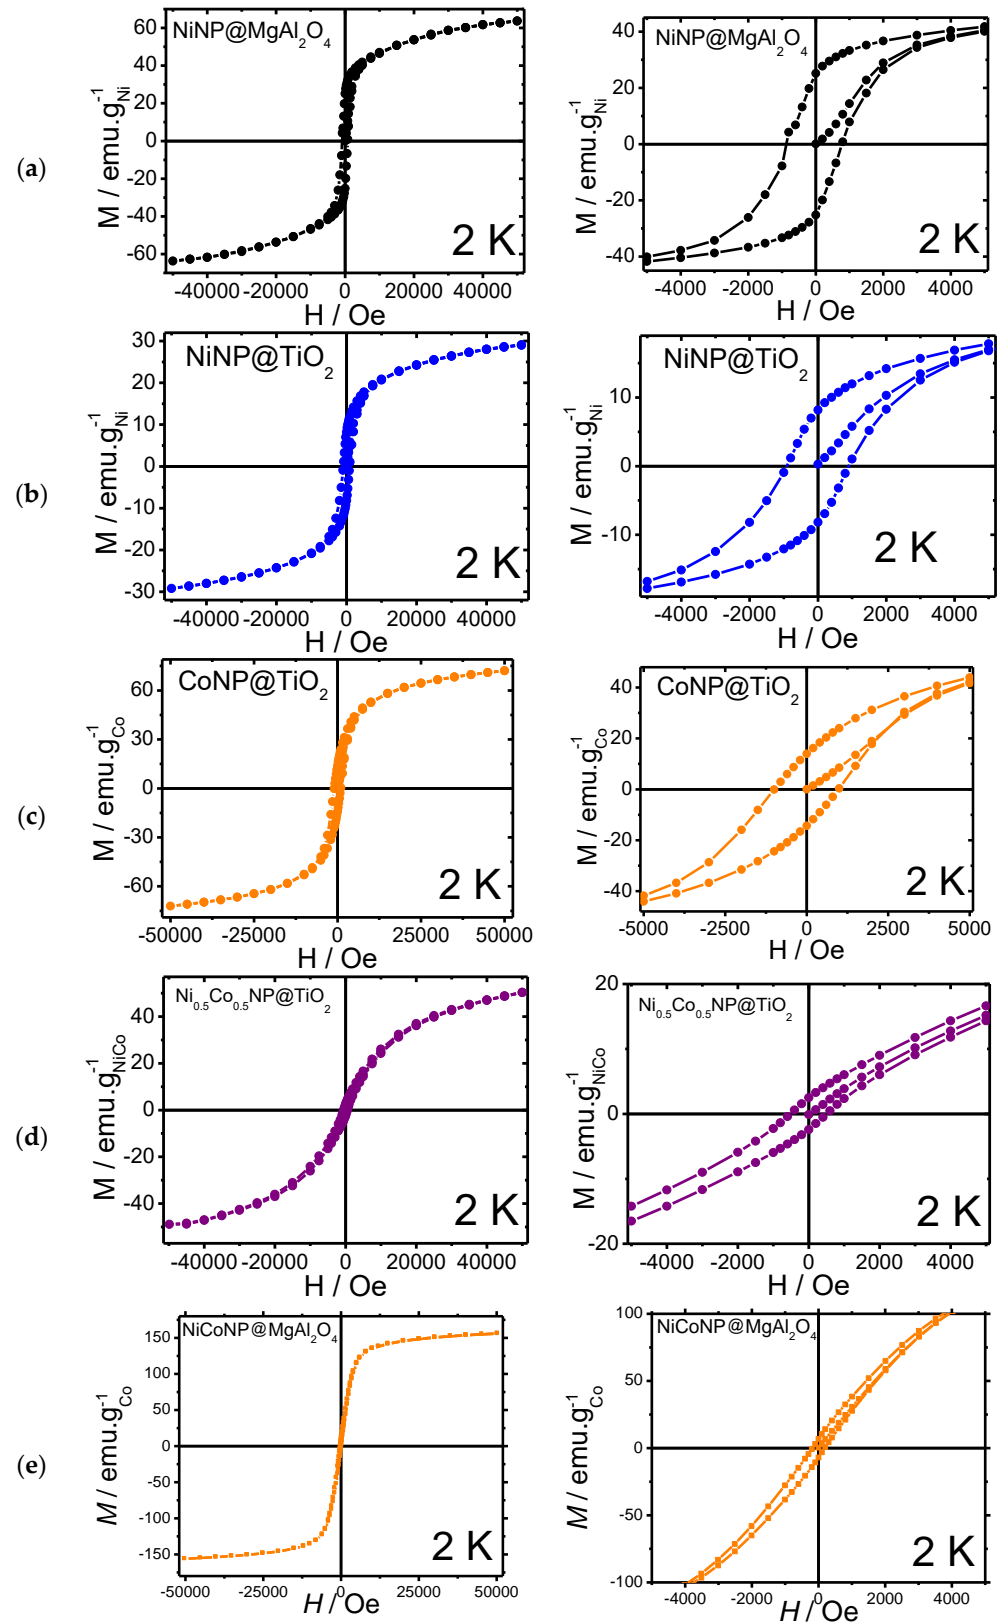 (a)
NiNP@MgAl2O4
M / emu.g-1Ni
60
40
20
0
-20
-40
-60
2 K
-40000 -20000 0 20000 40000
H / Oe
NiNP@MgAl2O4
M / emu.g-1Ni
40
20
0
-20
-40
2 K
-4000 -2000 0 2000 4000
H / Oe
(b)
NiNP@TiO2
M / emu.g-1Ni
30
20
10
0
-10
-20
-30
2 K
-40000 -20000 0 20000 40000
H / Oe
NiNP@TiO2
M / emu.g-1Ni
10
0
-10
2 K
-4000 -2000 0 2000 4000
H / Oe
(c)
CoNP@TiO2
M / emu.g-1Co
60
30
0
-30
-60
2 K
-50000 -25000 0 25000 50000
H / Oe
CoNP@TiO2
M / emu.g-1Co
40
20
0
-20
-40
2 K
-5000 -2500 0 2500 5000
H / Oe
(d)
Ni0.5Co0.5NP@TiO2
M / emu.g-1NiCo
40
20
0
-20
-40
2 K
-40000 -20000 0 20000 40000
H / Oe
Ni0.5Co0.5NP@TiO2
M / emu.g-1NiCo
20
0
-20
2 K
-4000 -2000 0 2000 4000
H / Oe
(e)
NiCoNP@MgAl2O4
M / emu.g-1Co
150
100
50
0
-50
-100
-150
2 K
-50000 -25000 0 25000 50000
H / Oe
NiCoNP@MgAl2O4
M / emu.g-1Co
100
50
0
-50
-100
2 K
-4000 -2000 0 2000 4000
H / Oe